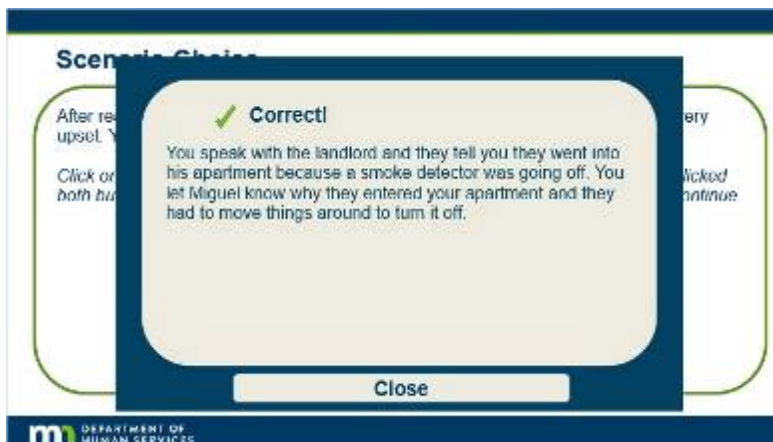 Scenario Choice
After re
ery
upset. Y
Click or
licked
both bu
ontinue
Correct!
You speak with the landlord and they tell you they went into
his apartment because a smoke detector was going off. You
let Miguel know why they entered your apartment and they
had to move things around to turn it off.
Close
DEPARTMENT OF
HUMAN SERVICES